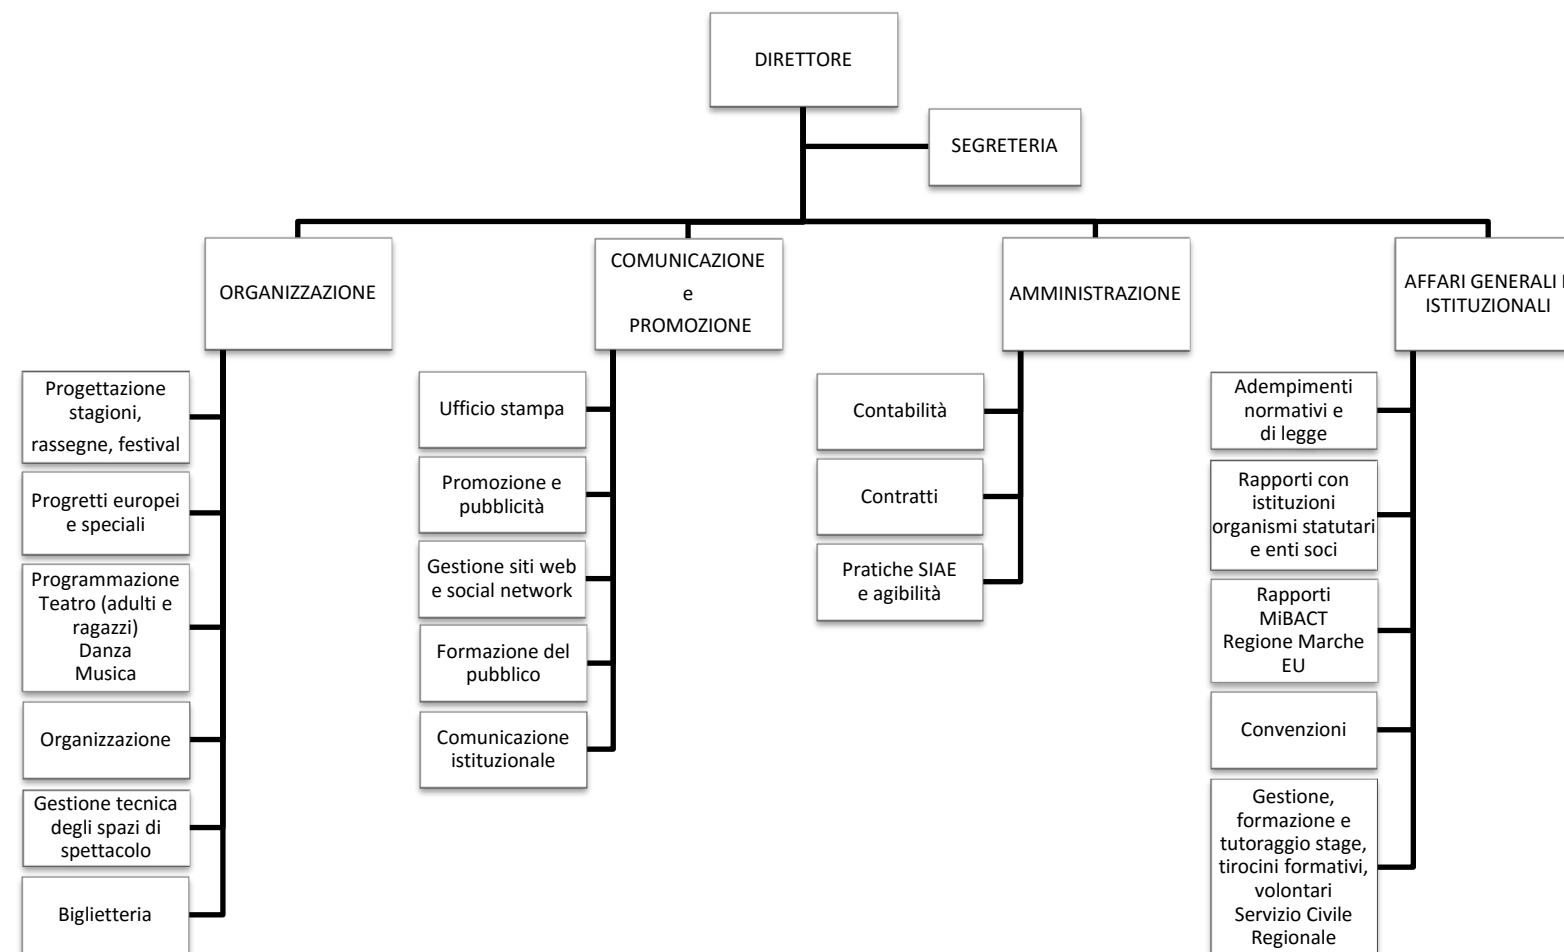 DIRETTORE
SEGRETERIA
ORGANIZZAZIONE
Progettazione
stagioni,
rassegne, festival
Progretti europei
e speciali
Programmazione
Teatro (adulti e
ragazzi)
Danza
Musica
Organizzazione
Gestione tecnica
degli spazi di
spettacolo
Biglietteria
COMUNICAZIONE
e
PROMOZIONE
Ufficio stampa
Promozione e
pubblicità
Gestione siti web
e social network
Formazione del
pubblico
Comunicazione
istituzionale
AMMINISTRAZIONE
Contabilità
Contratti
Pratiche SIAE
e agibilità
AFFARI GENERALI
ISTITUZIONALI
Adempimenti
normativi e
di legge
Rapporti con
istituzioni
organismi statutari
e enti soci
Rapporti
MiBACT
Regione Marche
EU
Convenzioni
Gestione,
formazione e
tutoraggio stage,
tirocini formativi,
volontari
Servizio Civile
Regionale